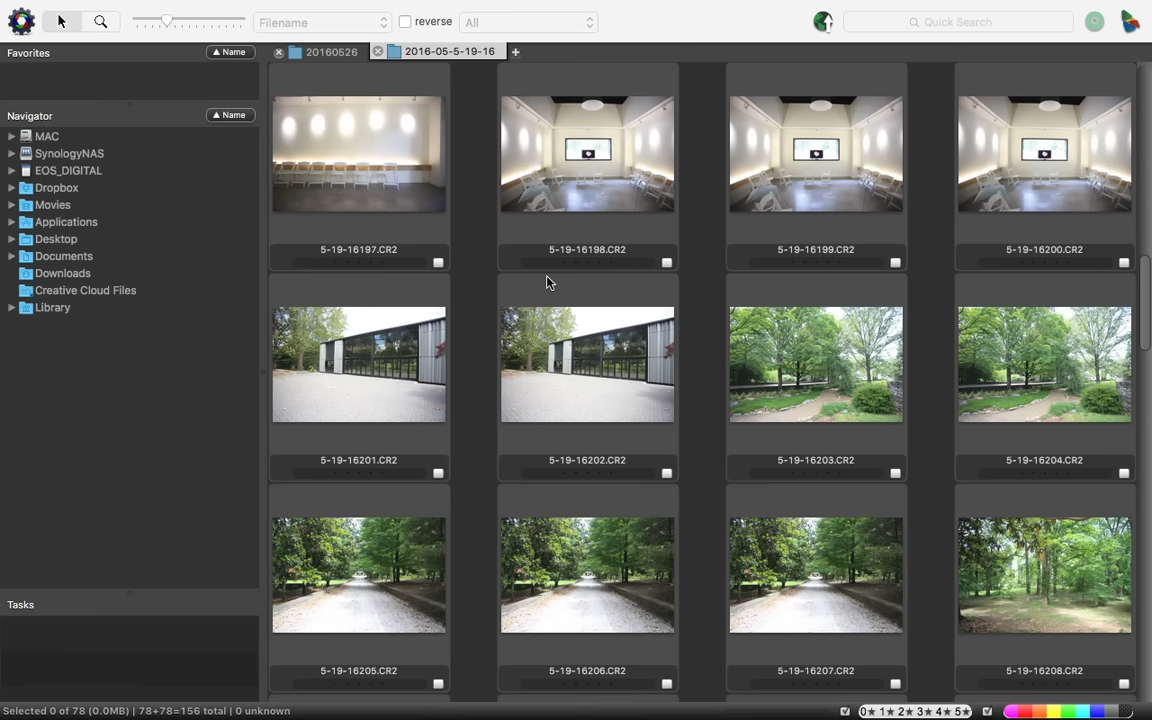 Filename
reverse
All
Quick Search
Favorites
▲ Name
20160526
2016-05-5-19-16
+
Navigator
▲ Name
MAC
SynologyNAS
EOS_DIGITAL
Dropbox
Movies
Applications
Desktop
Documents
Downloads
Creative Cloud Files
Library
5-19-16197.CR2
5-19-16198.CR2
5-19-16199.CR2
5-19-16200.CR2
5-19-16201.CR2
5-19-16202.CR2
5-19-16203.CR2
5-19-16204.CR2
5-19-16205.CR2
5-19-16206.CR2
5-19-16207.CR2
5-19-16208.CR2
Tasks
Selected 0 of 78 (0.0MB) | 78+78=156 total | 0 unknown
0★ 1★ 2★ 3★ 4★ 5★